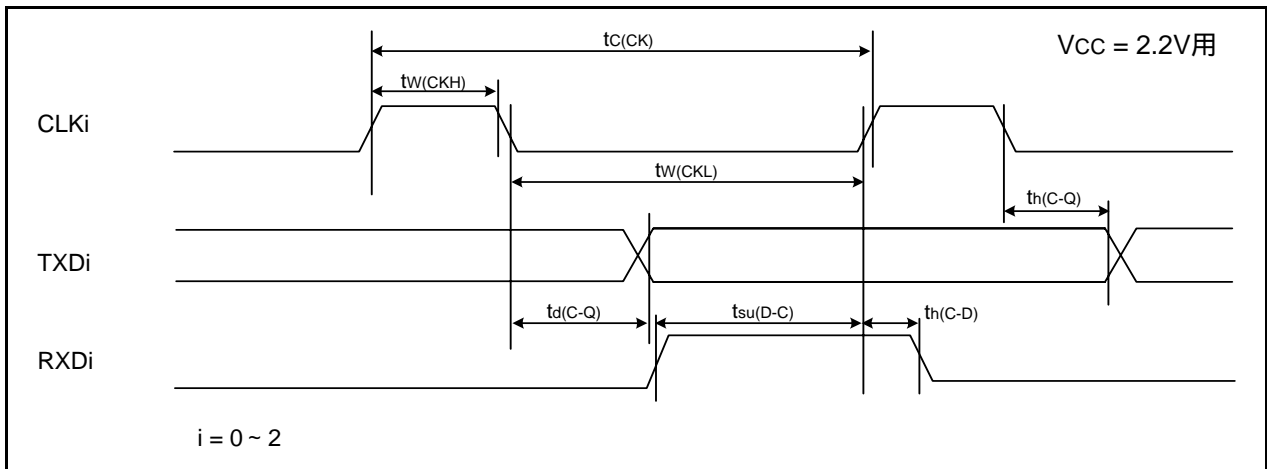 tC(CK)
VCC = 2.2V用
tW(CKH)
CLKi
tW(CKL)
th(C-Q)
TXDi
td(C-Q)
tsu(D-C)
th(C-D)
RXDi
i = 0 ~ 2